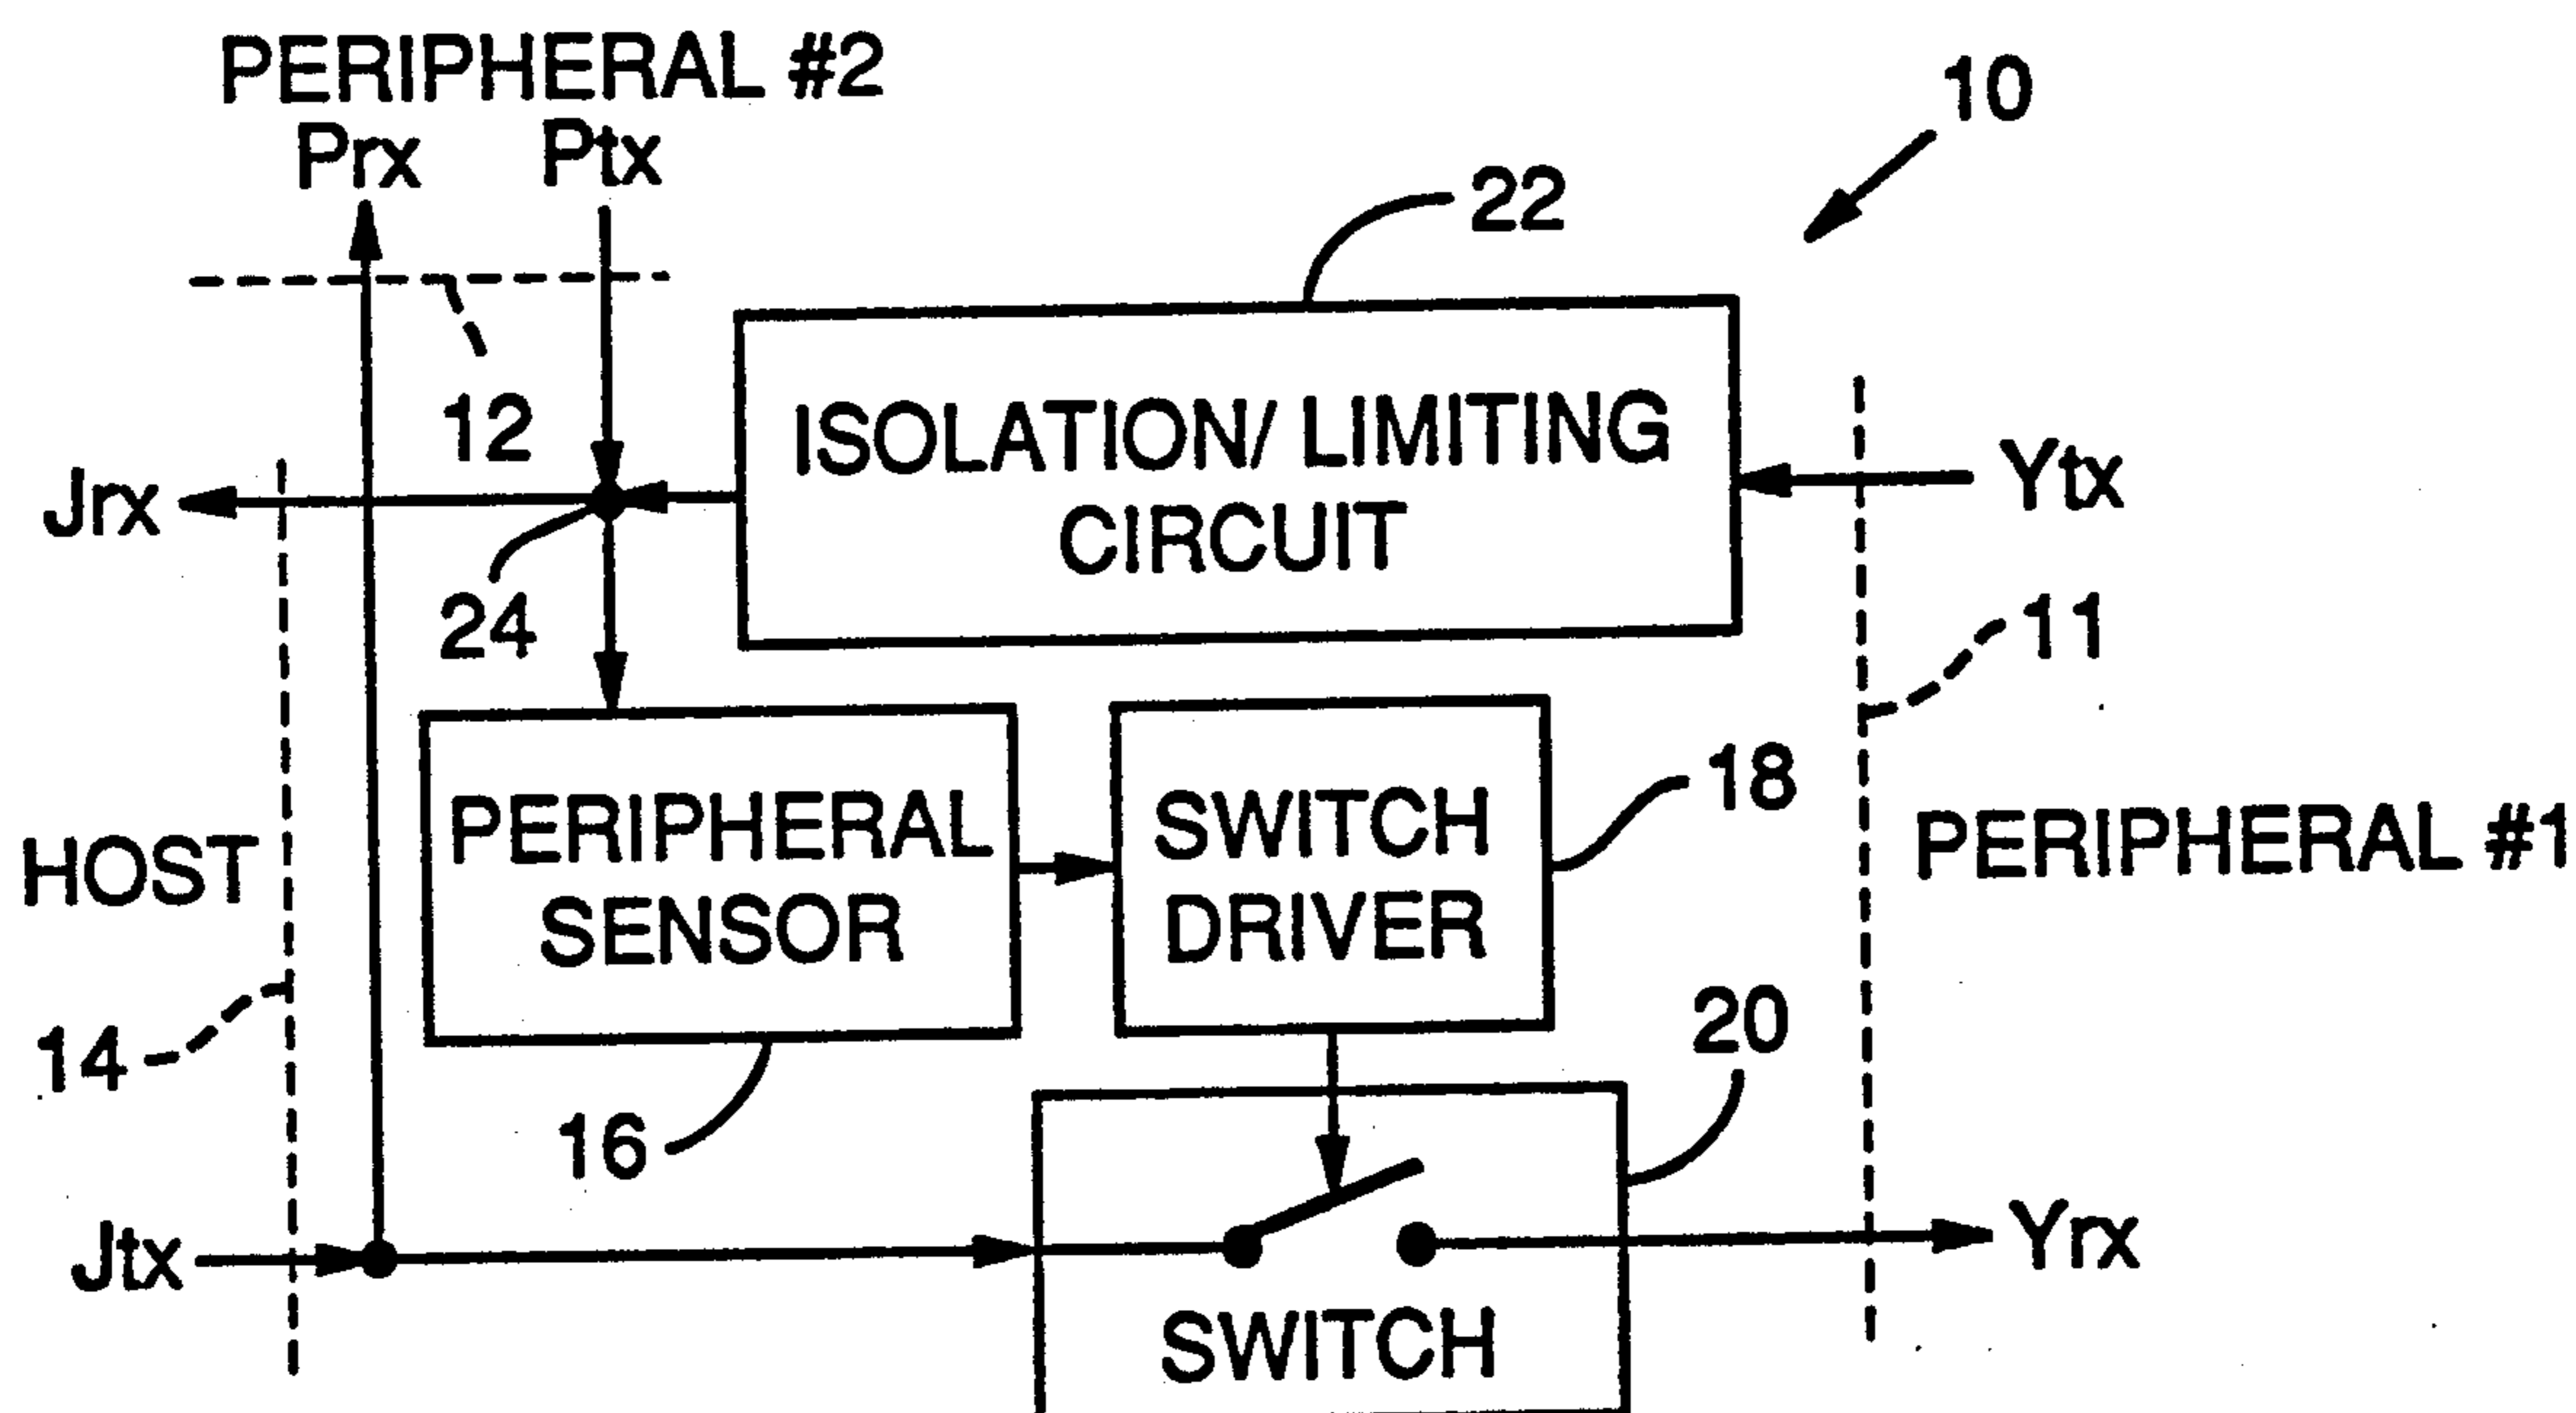 PERIPHERAL #2
Prx
Ptx
10
22
12
ISOLATION/ LIMITING
CIRCUIT
Jrx
Ytx
24
11
PERIPHERAL
SENSOR
SWITCH
DRIVER
18
HOST
PERIPHERAL #1
14
16
20
Jtx
Yrx
SWITCH